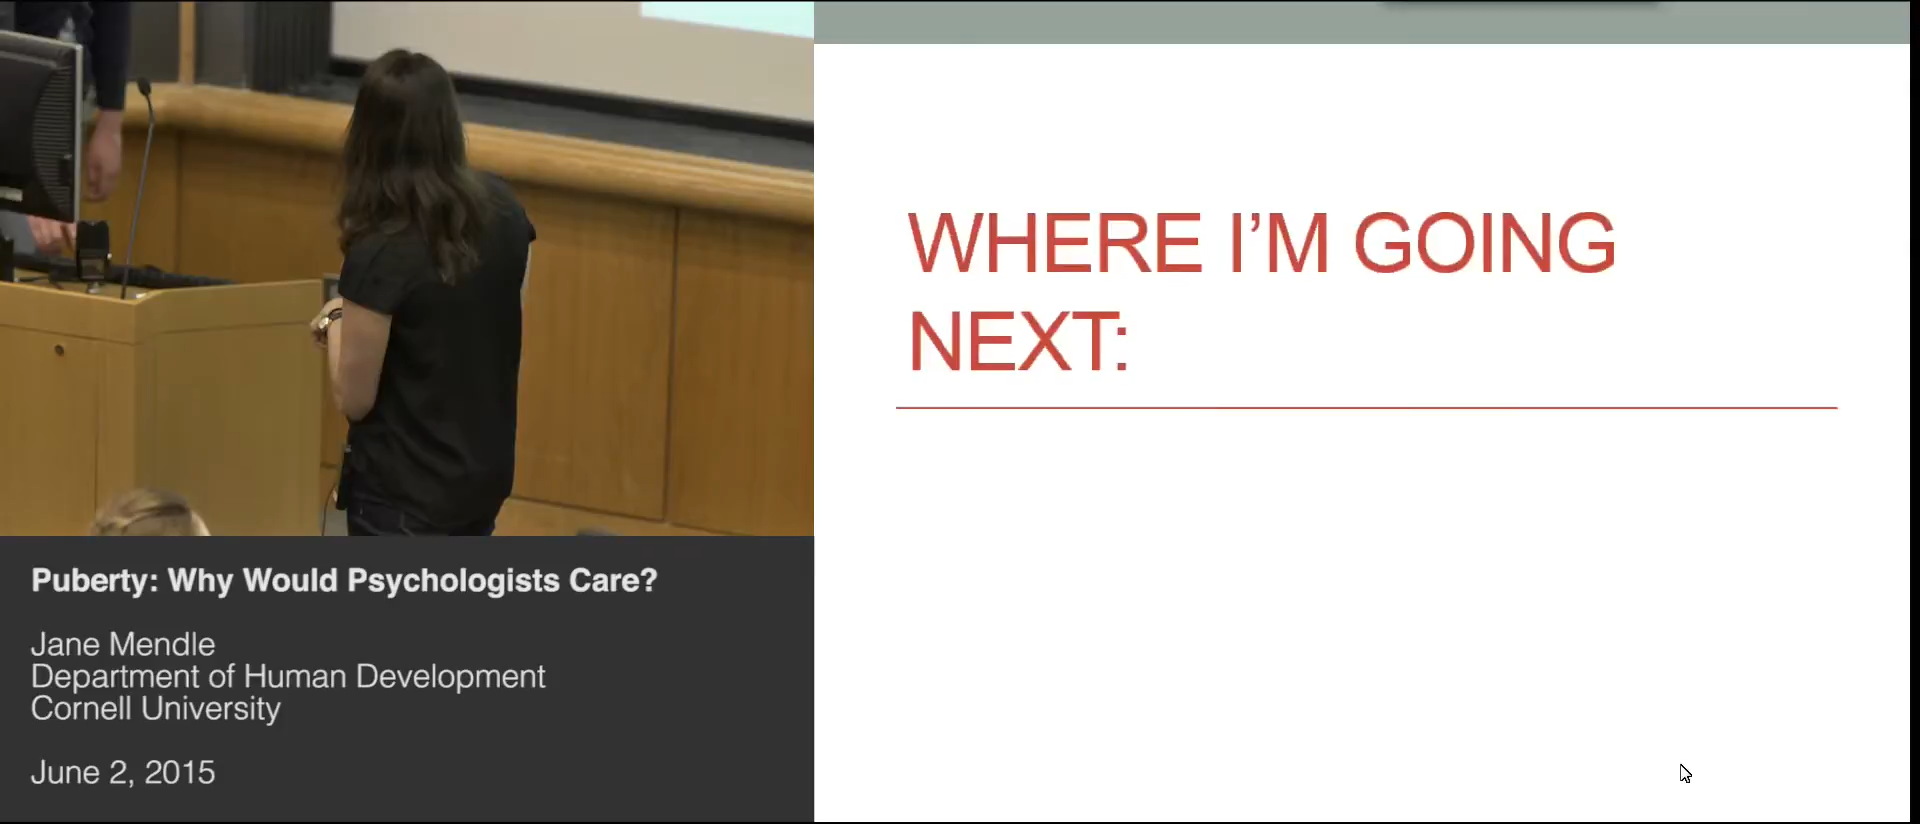 WHERE I’M GOING
NEXT:
Puberty: Why Would Psychologists Care?
Jane Mendle
Department of Human Development
Cornell University
June 2, 2015